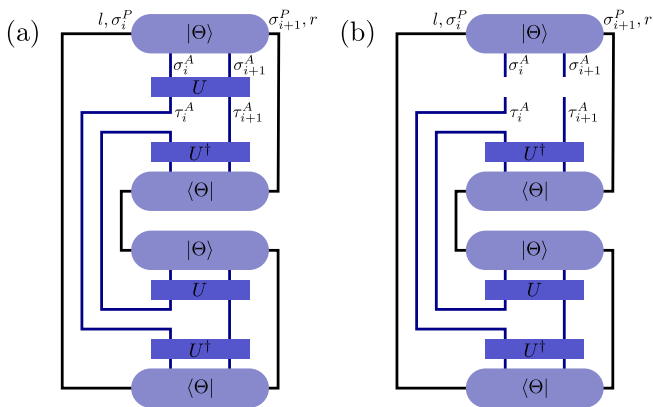 (a)
l, σ_i^P
|Θ⟩
σ_{i+1}^P, r
σ_i^A
σ_{i+1}^A
U
τ_i^A
τ_{i+1}^A
U^†
⟨Θ|
|Θ⟩
U
U^†
⟨Θ|
(b)
l, σ_i^P
|Θ⟩
σ_{i+1}^P, r
σ_i^A
σ_{i+1}^A
τ_i^A
τ_{i+1}^A
U^†
⟨Θ|
|Θ⟩
U
U^†
⟨Θ|